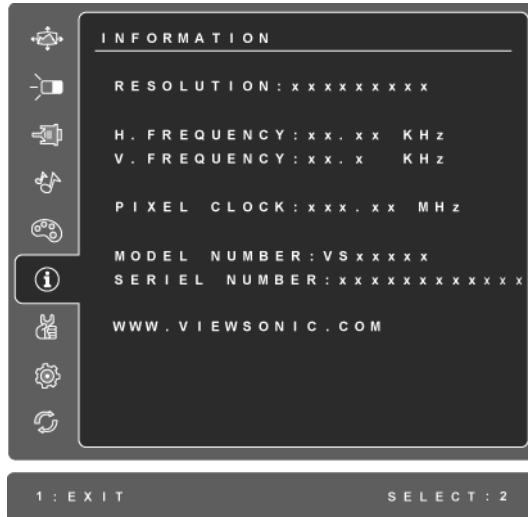 INFORMATION
RESOLUTION:xxxxxxxxx
H. FREQUENCY:xx.xx KHz
V. FREQUENCY:xx.x KHz
PIXEL CLOCK:xxx.xx MHz
MODEL NUMBER:VSxxxxx
SERIEL NUMBER:xxxxxxxxxxxx
WWW.VIEWSONIC.COM
1:EXIT SELECT:2